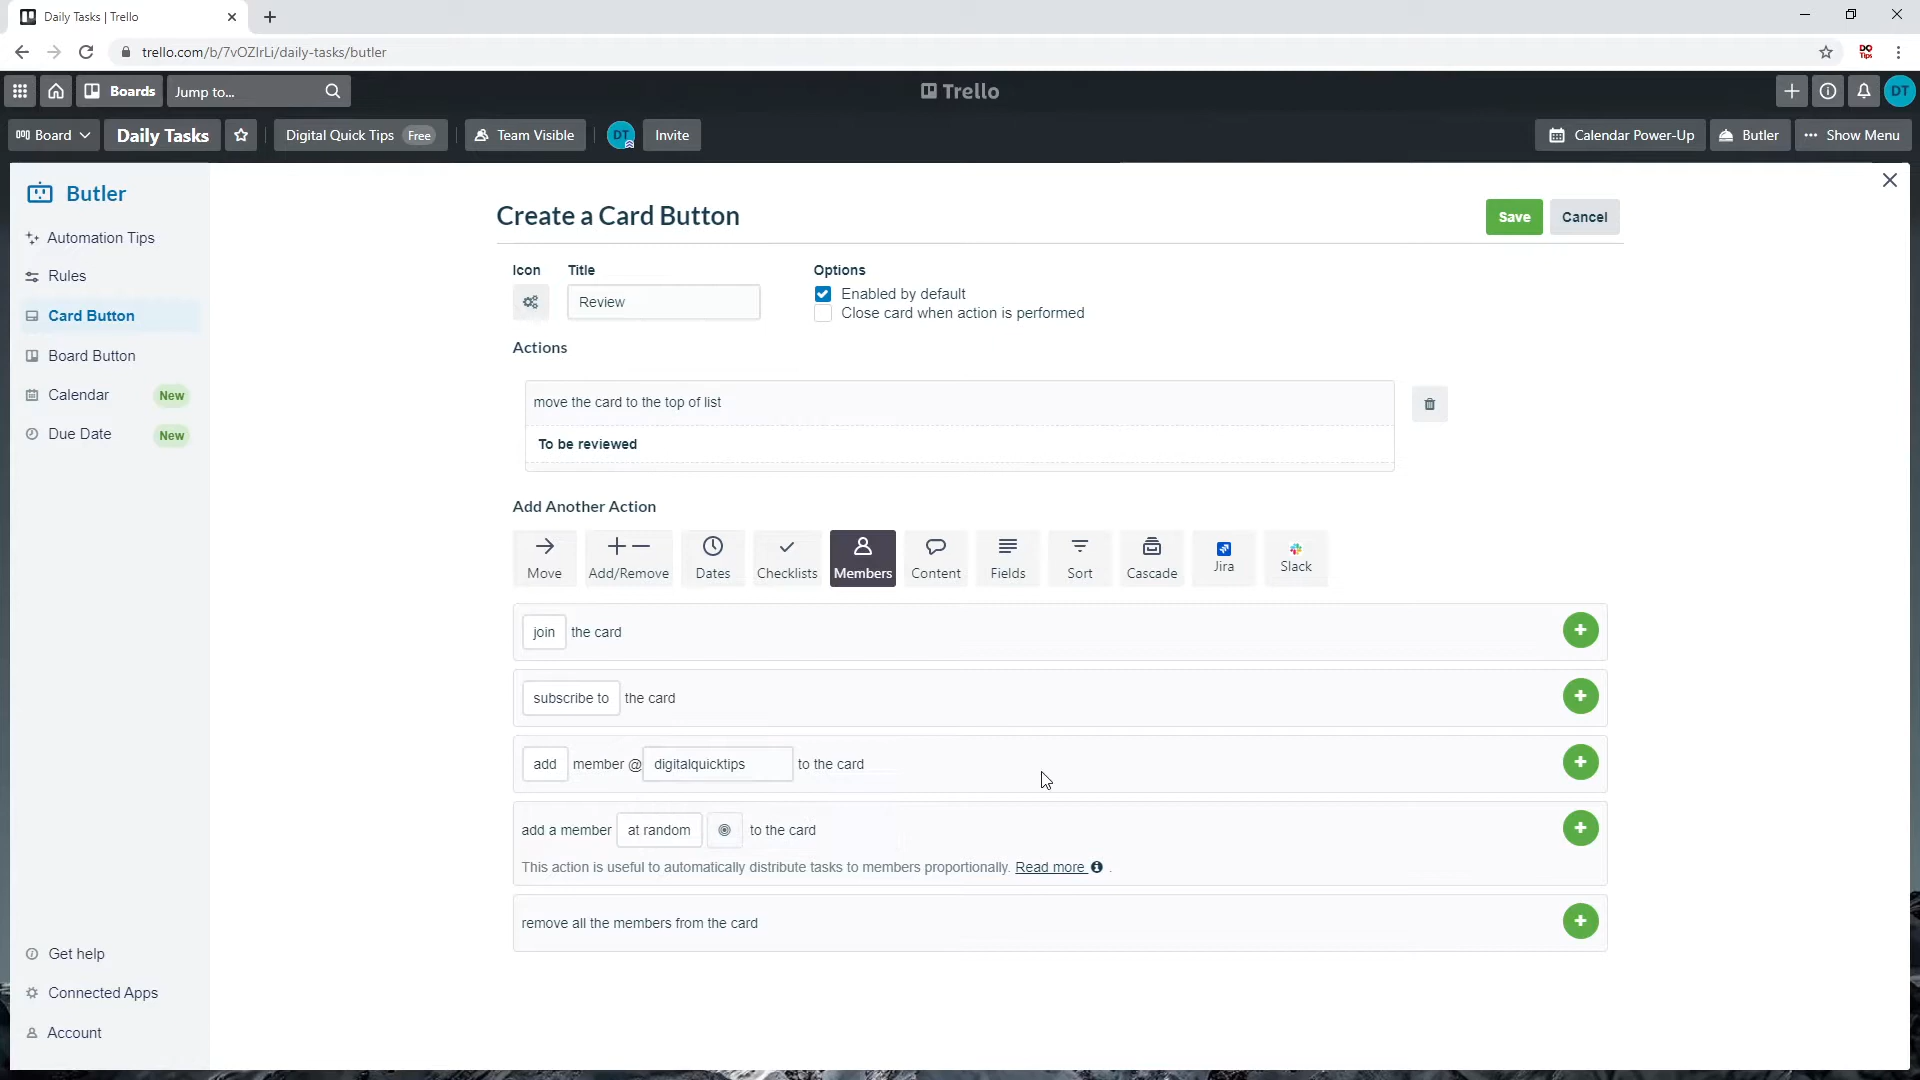 Daily Tasks | Trello
trello.com/b/7vOZIrLi/daily-tasks/butler
DQ Tips
Boards
Jump to...
Trello
DT
Board
Daily Tasks
Digital Quick Tips Free
Team Visible
DT
Invite
Calendar Power-Up
Butler
Show Menu
Butler
Automation Tips
Rules
Card Button
Board Button
Calendar New
Due Date New
Get help
Connected Apps
Account
Create a Card Button
Save
Cancel
Icon Title Options
Review
Enabled by default
Close card when action is performed
Actions
move the card to the top of list
To be reviewed
Add Another Action
Move
Add/Remove
Dates
Checklists
Members
Content
Fields
Sort
Cascade
Jira
Slack
join the card
subscribe to the card
add member @ digitalquicktips to the card
add a member at random to the card
This action is useful to automatically distribute tasks to members proportionally. Read more .
remove all the members from the card